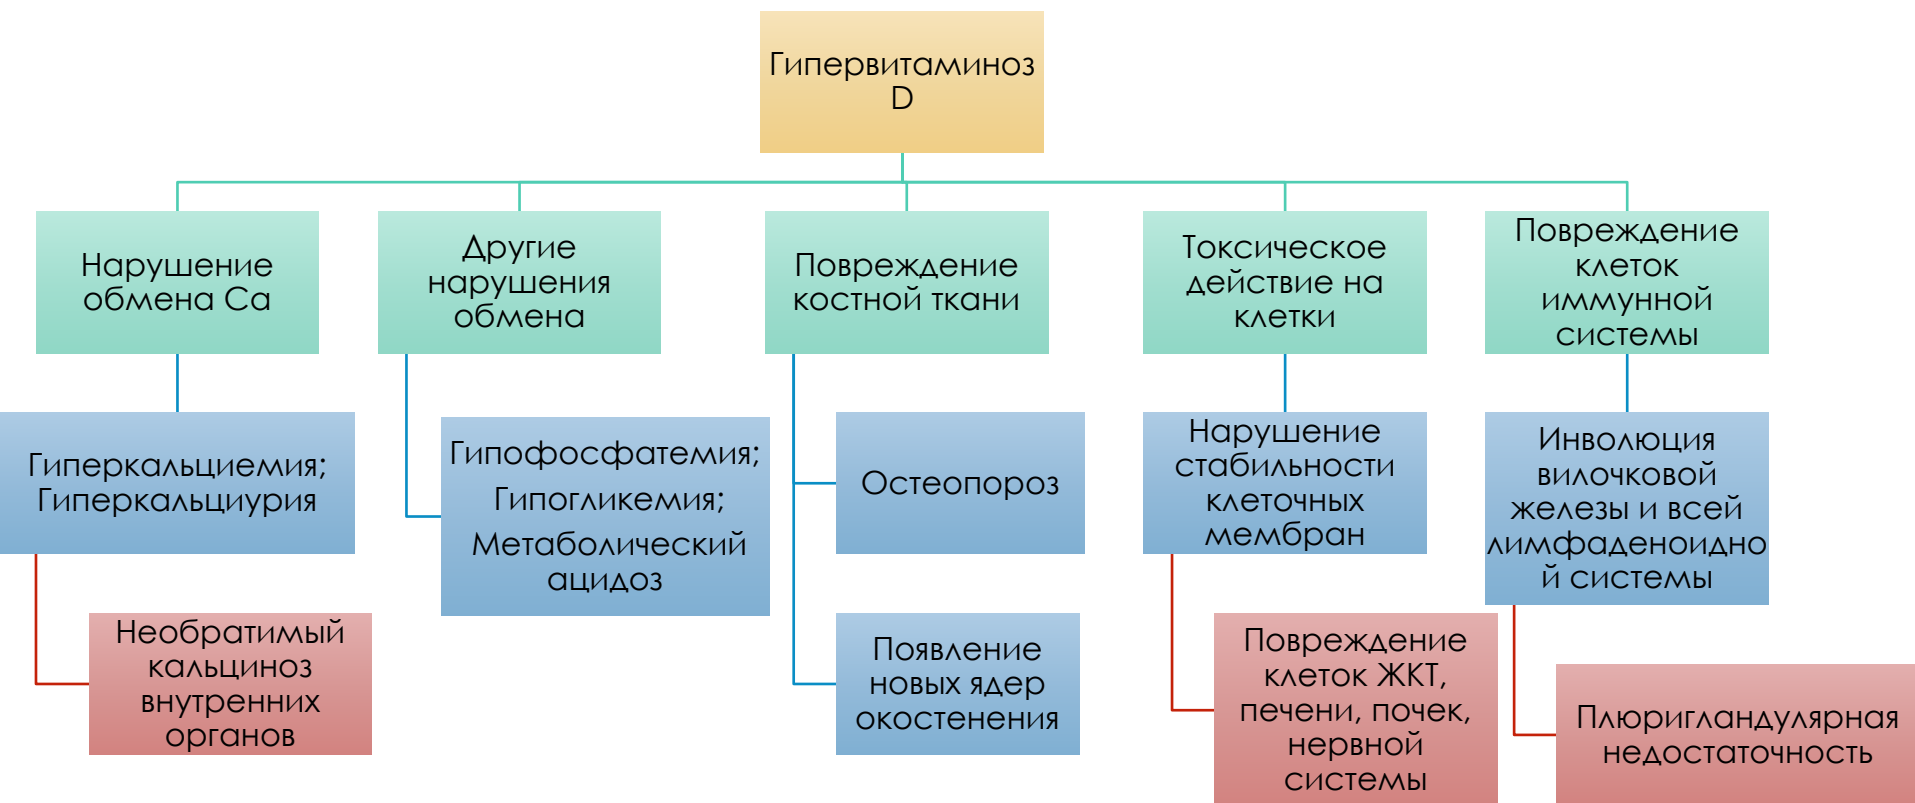 Гипервитаминоз
D
Нарушение
обмена Ca
Другие
нарушения
обмена
Повреждение
костной ткани
Токсическое
действие на
клетки
Повреждение
клеток
иммунной
системы
Гиперкальциемия;
Гиперкальциурия
Гипофосфатемия;
Гипогликемия;
Метаболический
ацидоз
Остеопороз
Нарушение
стабильности
клеточных
мембран
Инволюция
вилочковой
железы и всей
лимфаденоидно
й системы
Необратимый
кальциноз
внутренних
органов
Появление
новых ядер
окостенения
Повреждение
клеток ЖКТ,
печени, почек,
нервной
системы
Плюригландулярная
недостаточность